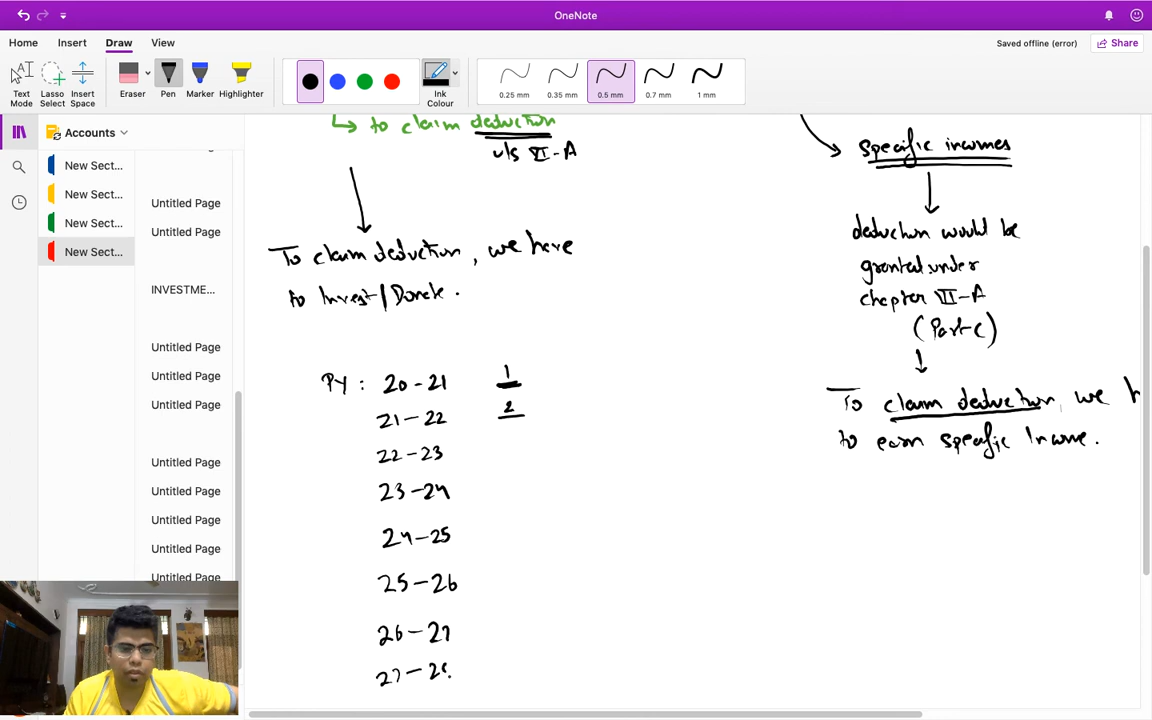 OneNote
Home Insert Draw View
Saved offline (error) Share
Text Mode
Lasso Select
Insert Space
Eraser
Pen
Marker
Highlighter
Ink Colour
0.25 mm 0.35 mm 0.5 mm 0.7 mm 1 mm
Accounts
New Sect...
New Sect...
New Sect...
New Sect...
Untitled Page
Untitled Page
INVESTME...
Untitled Page
Untitled Page
Untitled Page
Untitled Page
Untitled Page
Untitled Page
Untitled Page
Untitled Page
to claim deduction
u/s VI-A
To claim deduction, we have
to Invest/Donate.
PY : 20-21 1
21-22 2
22-23
23-24
24-25
25-26
26-27
27-28
specific incomes
deduction would be
granted under
chapter VI-A
(Part-C)
To claim deduction, we h
to earn specific Income.